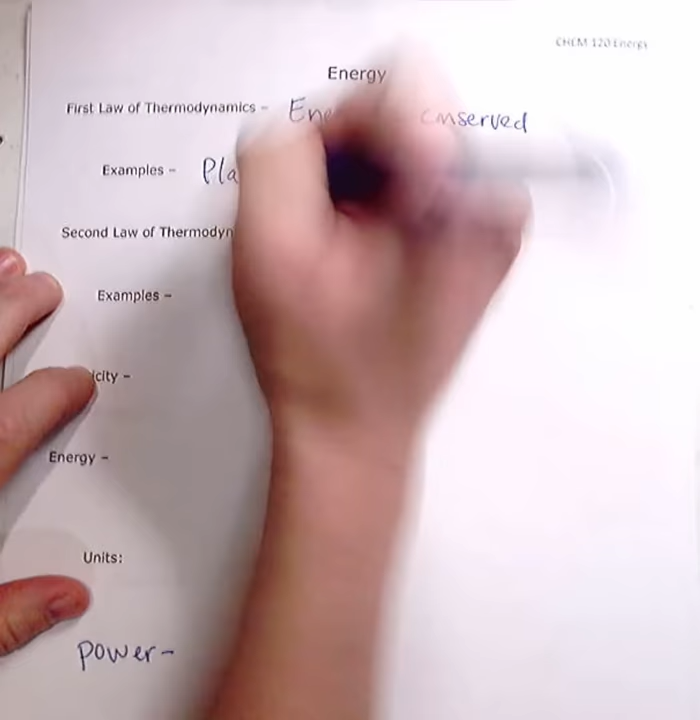 CHEM 120 Energy
Energy
First Law of Thermodynamics - Ene conserved
Examples - Pla
Second Law of Thermodyn
Examples -
icity -
Energy -
Units:
power-